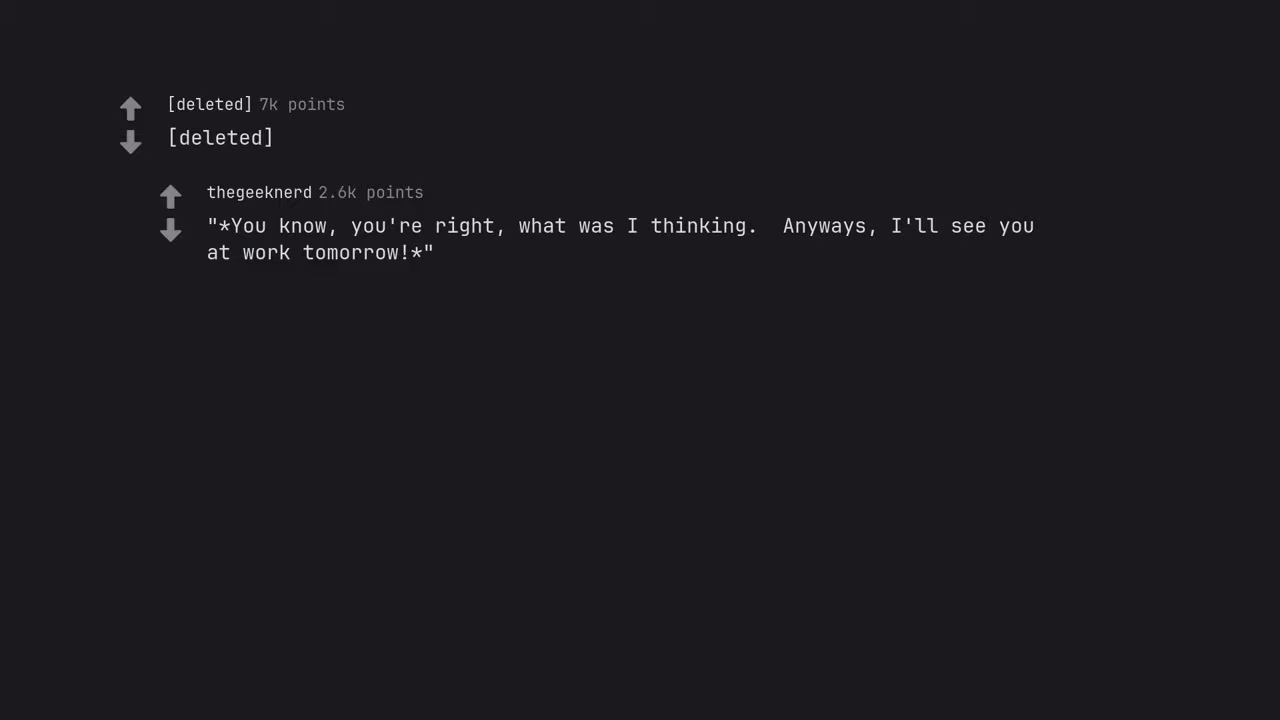 [deleted] 7k points
[deleted]
thegeeknerd 2.6k points
"*You know, you're right, what was I thinking.  Anyways, I'll see you
at work tomorrow!*"